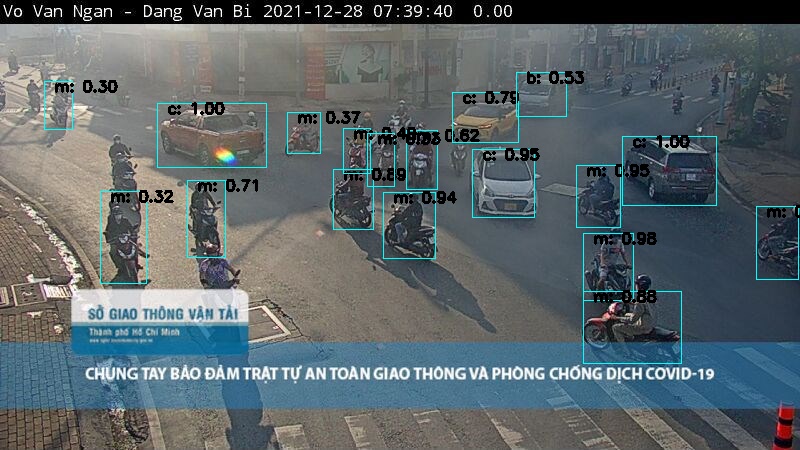 Vo Van Ngan - Dang Van Bi 2021-12-28 07:39:40 0.00
b: 0.53
m: 0.30
c: 0.79
c: 1.00
m: 0.37
c: 1.00
c: 0.95
m: 0.89
m: 0.95
m: 0.71
m: 0.32
m: 0.94
m: 0.98
m: 0.88
SỞ GIAO THÔNG VẬN TẢI
Thành phố Hồ Chí Minh
CHUNG TAY BẢO ĐẢM TRẬT TỰ AN TOÀN GIAO THÔNG VÀ PHÒNG CHỐNG DỊCH COVID-19